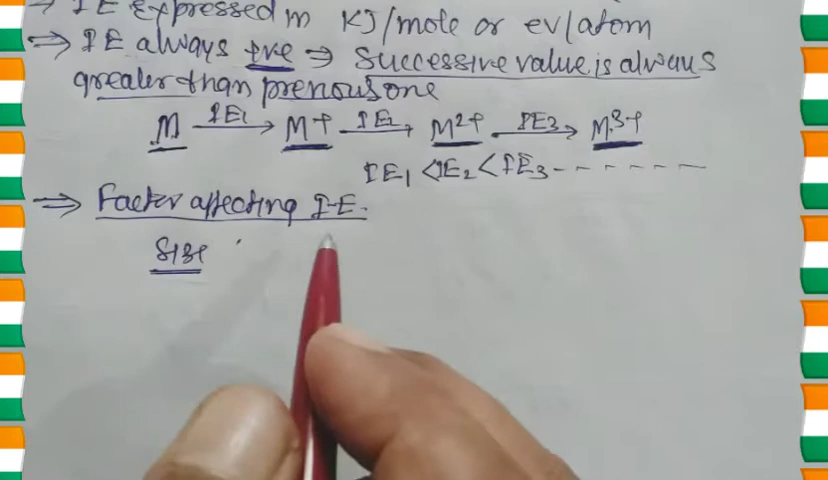 → IE expressed in KJ/mole or ev/atom
⇒ IE always +ve ⇒ Successive value is always
greater than previous one
M IE1→ M+ IE2→ M2+ IE3→ M3+
IE1 < IE2 < IE3 - - - - - - -
⇒ Factor affecting I.E.
Size